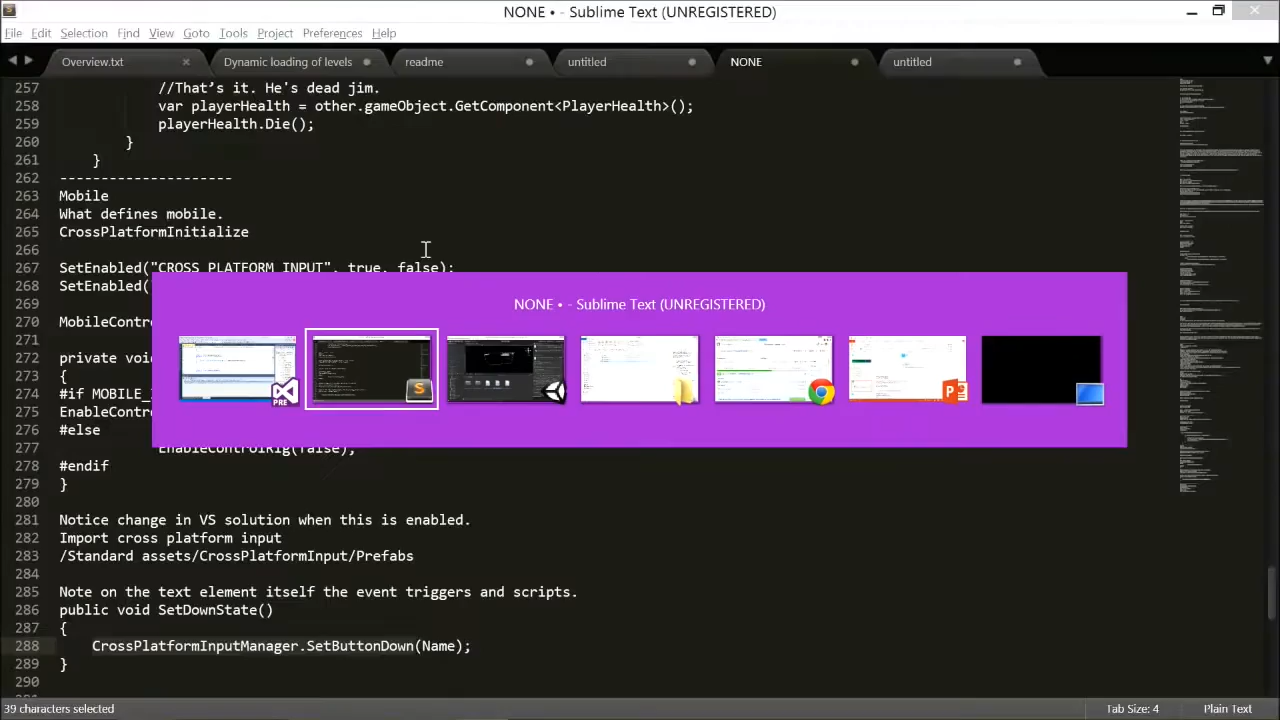 NONE • - Sublime Text (UNREGISTERED)
File Edit Selection Find View Goto Tools Project Preferences Help
Overview.txt Dynamic loading of levels readme untitled NONE untitled
257 //That's it. He's dead jim.
258 var playerHealth = other.gameObject.GetComponent<PlayerHealth>();
259 playerHealth.Die();
260 }
261 }
262 ---------------------
263 Mobile
264 What defines mobile.
265 CrossPlatformInitialize
266
267 SetEnabled("CROSS_PLATFORM_INPUT", true, false);
268 SetEnabled(
269
NONE • - Sublime Text (UNREGISTERED)
270 MobileContr
271
272 private void
273 {
274 #if MOBILE_
275 EnableContr
276 #else
277
278 #endif
279 }
280
281 Notice change in VS solution when this is enabled.
282 Import cross platform input
283 /Standard assets/CrossPlatformInput/Prefabs
284
285 Note on the text element itself the event triggers and scripts.
286 public void SetDownState()
287 {
288 CrossPlatformInputManager.SetButtonDown(Name);
289 }
290
39 characters selected Tab Size: 4 Plain Text